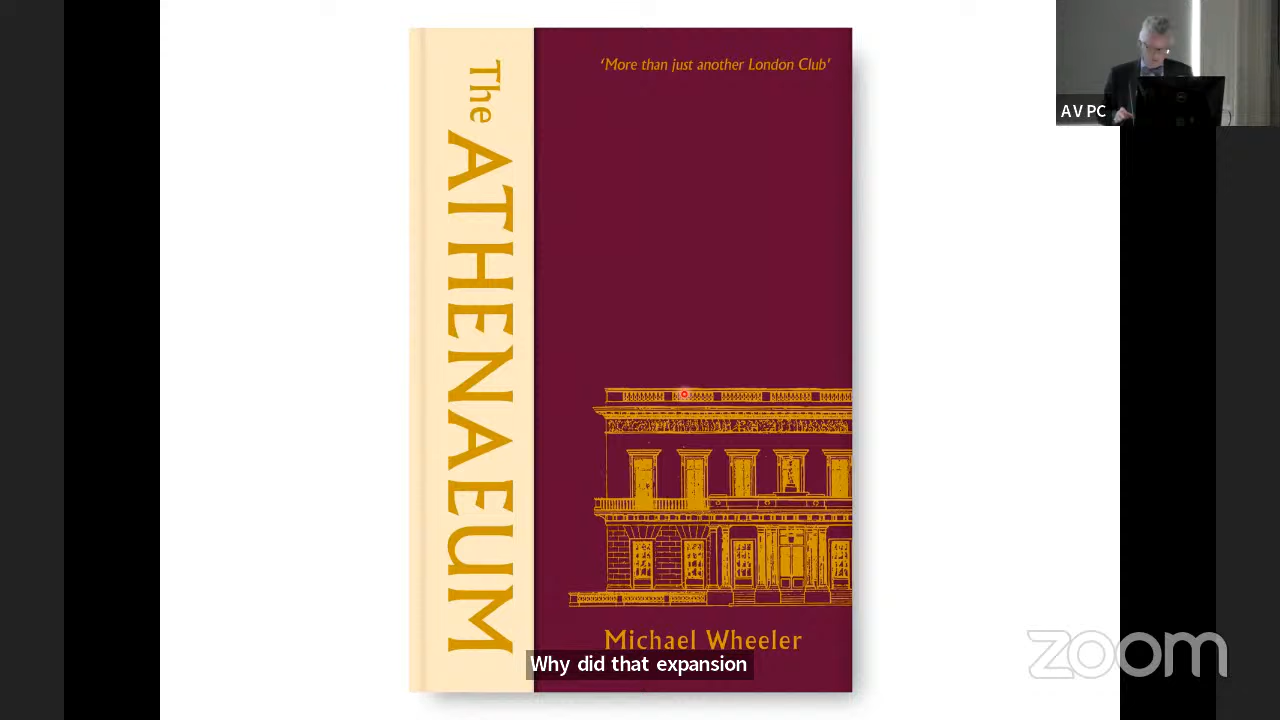 'More than just another London Club'
The ATHENAEUM
Michael Wheeler
Why did that expansion
AV PC
zoom